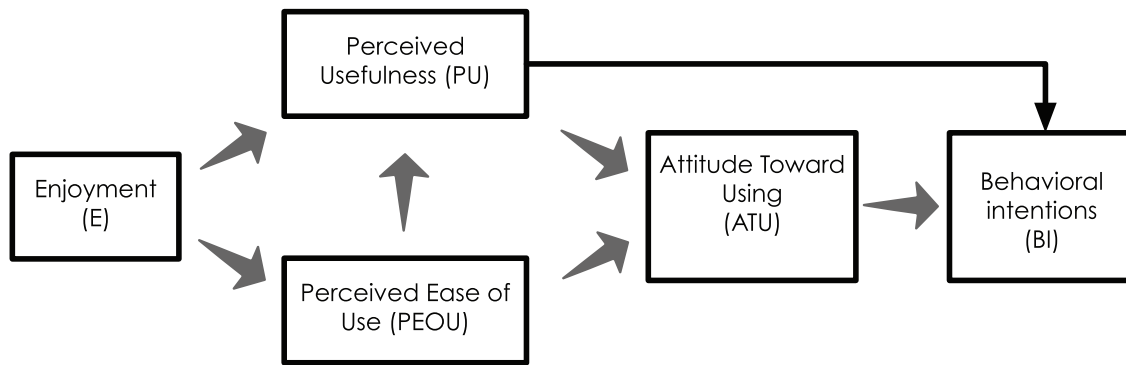 Perceived
Usefulness (PU)
Enjoyment
(E)
Attitude Toward
Using
(ATU)
Behavioral
intentions
(BI)
Perceived Ease of
Use (PEOU)